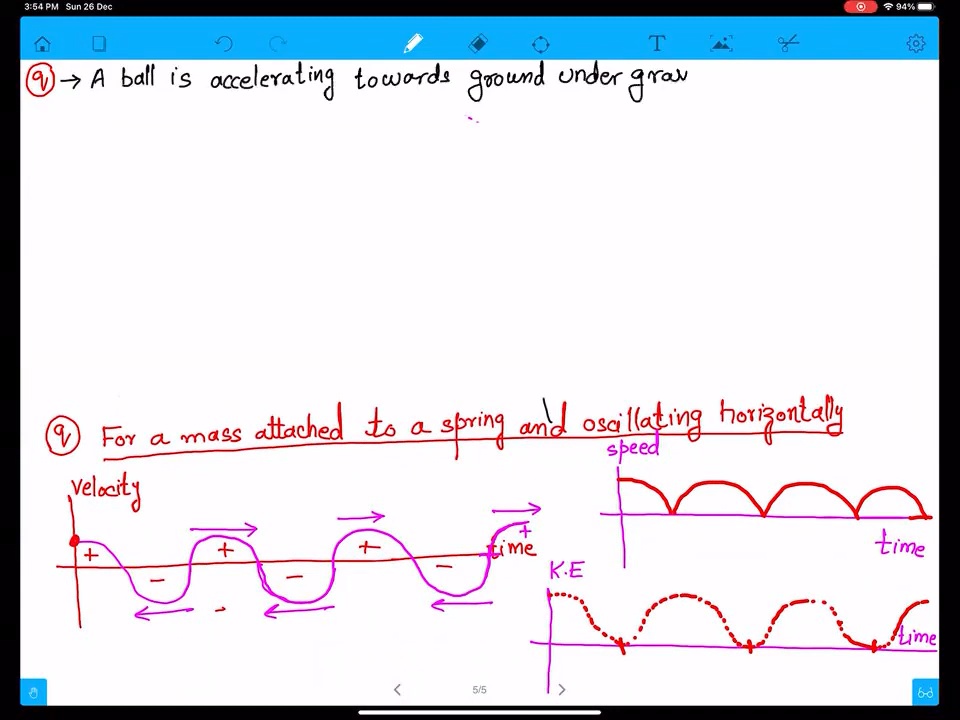 3:54 PM Sun 26 Dec
94%
T
q → A ball is accelerating towards ground under grav
q For a mass attached to a spring and oscillating horizontally
speed
velocity
time
+ - + - + - +
time
K.E
time
5/5